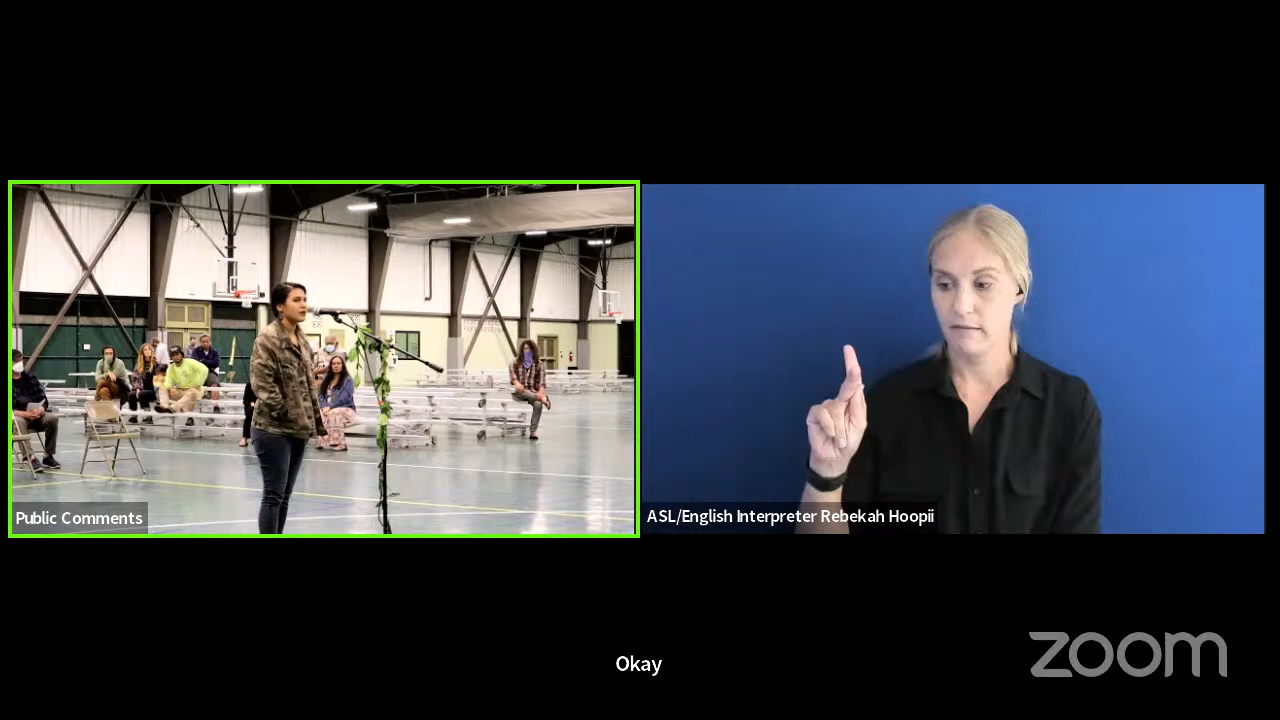 Public Comments
ASL/English Interpreter Rebekah Hoopii
Okay
zoom